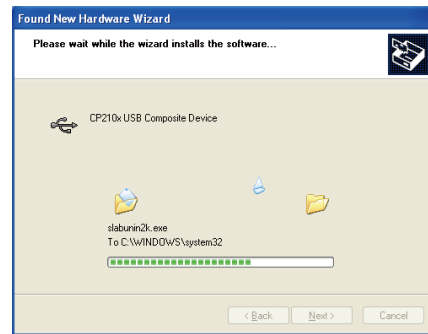 Found New Hardware Wizard
Please wait while the wizard installs the software...
CP210x USB Composite Device
slabunin2k.exe
To C:\WINDOWS\system32
< Back Next > Cancel